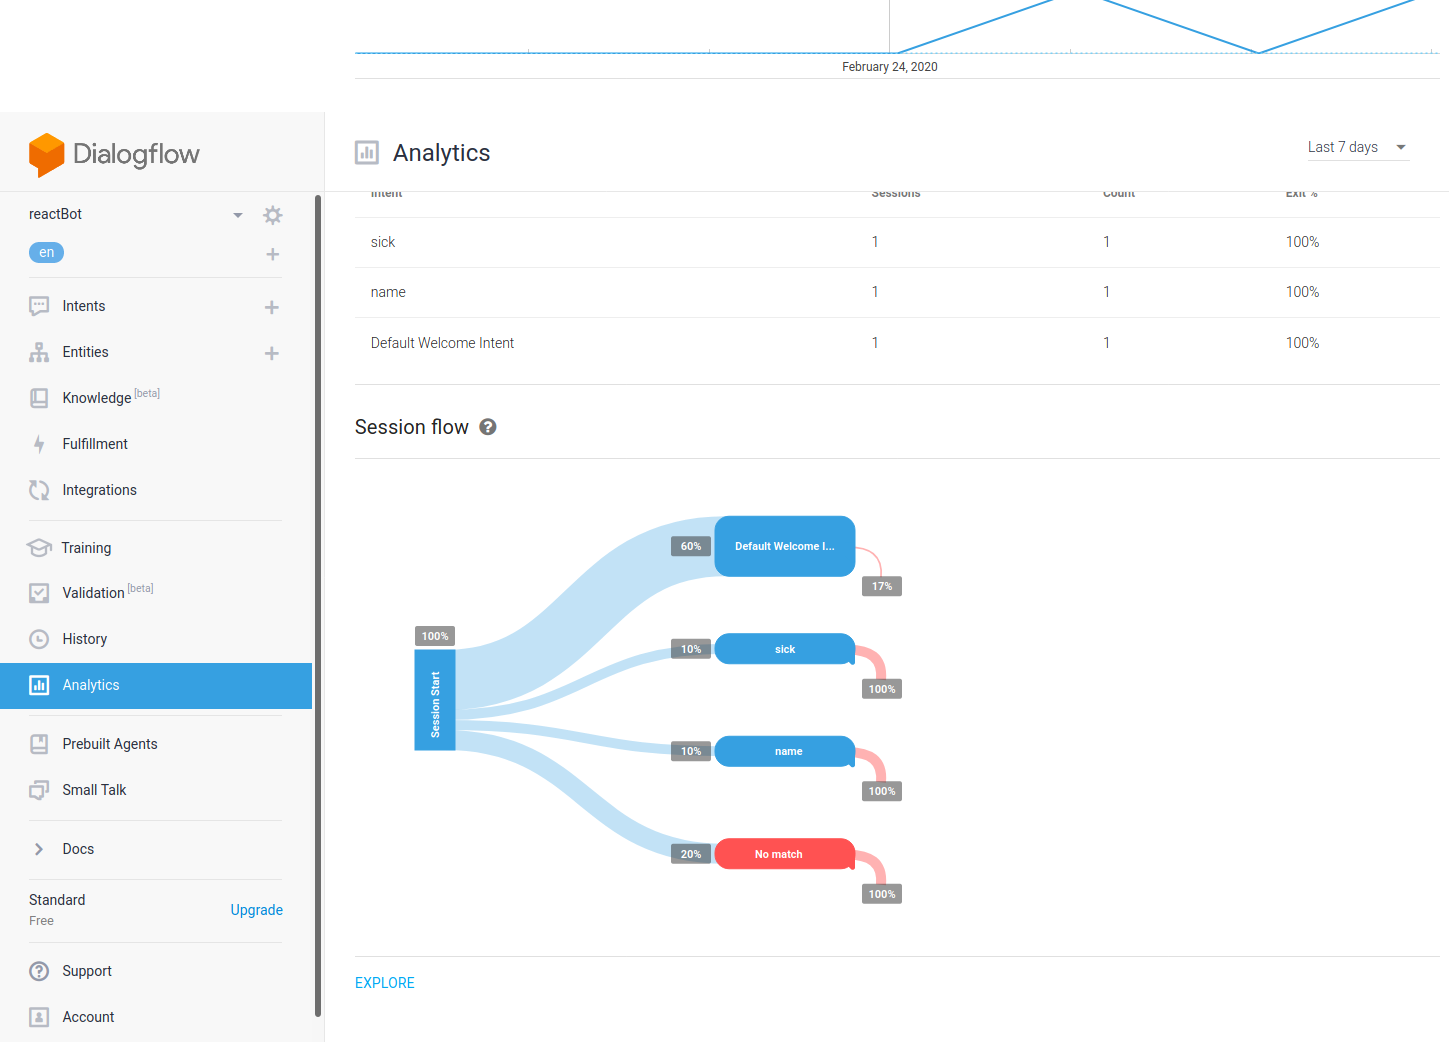 February 24, 2020
Dialogflow
Analytics
Last 7 days
reactBot
en
Intents
Entities
Knowledge [beta]
Fulfillment
Integrations
Training
Validation [beta]
History
Analytics
Prebuilt Agents
Small Talk
Docs
Standard
Free
Upgrade
Support
Account
Intent Sessions Count Exit %
sick 1 1 100%
name 1 1 100%
Default Welcome Intent 1 1 100%
Session flow ?
100%
Session Start
60% Default Welcome I...
17%
10% sick
100%
10% name
100%
20% No match
100%
EXPLORE